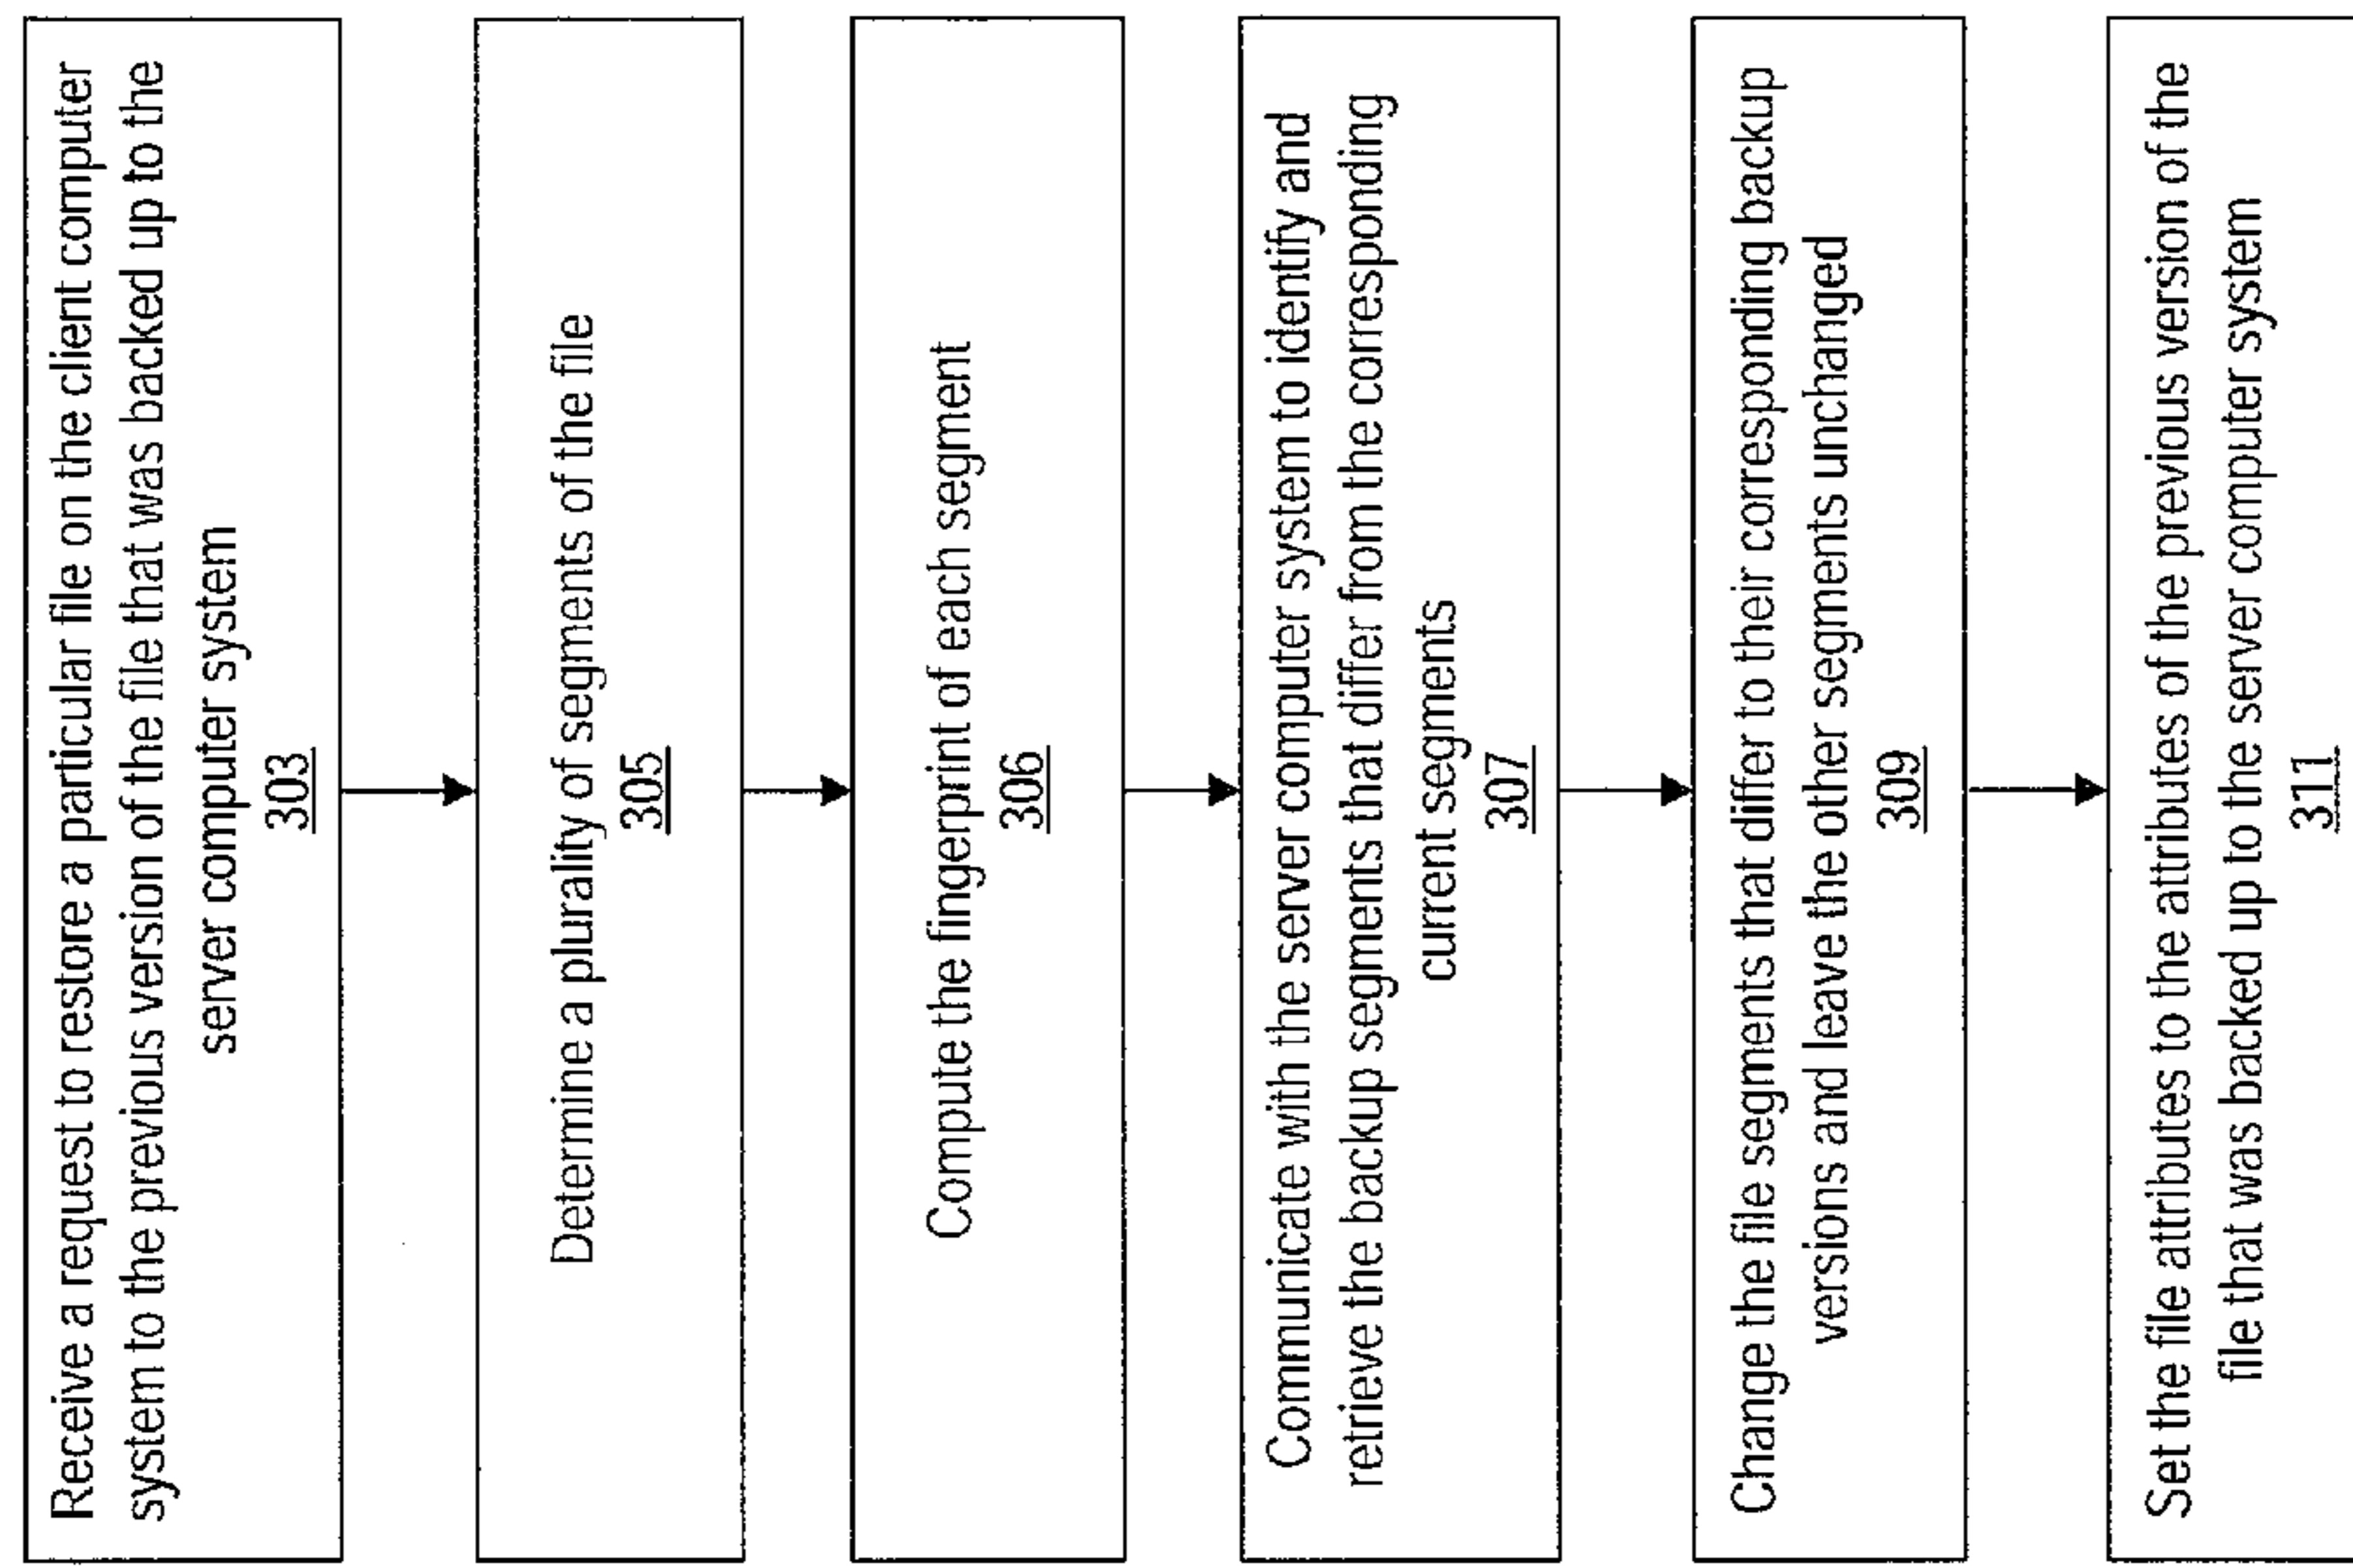 Receive a request to restore a particular file on the client computer
system to the previous version of the file that was backed up to the
server computer system
303
Determine a plurality of segments of the file
305
Compute the fingerprint of each segment
306
Communicate with the server computer system to identify and
retrieve the backup segments that differ from the corresponding
current segments
307
Change the file segments that differ to their corresponding backup
versions and leave the other segments unchanged
309
Set the file attributes to the attributes of the previous version of the
file that was backed up to the server computer system
311